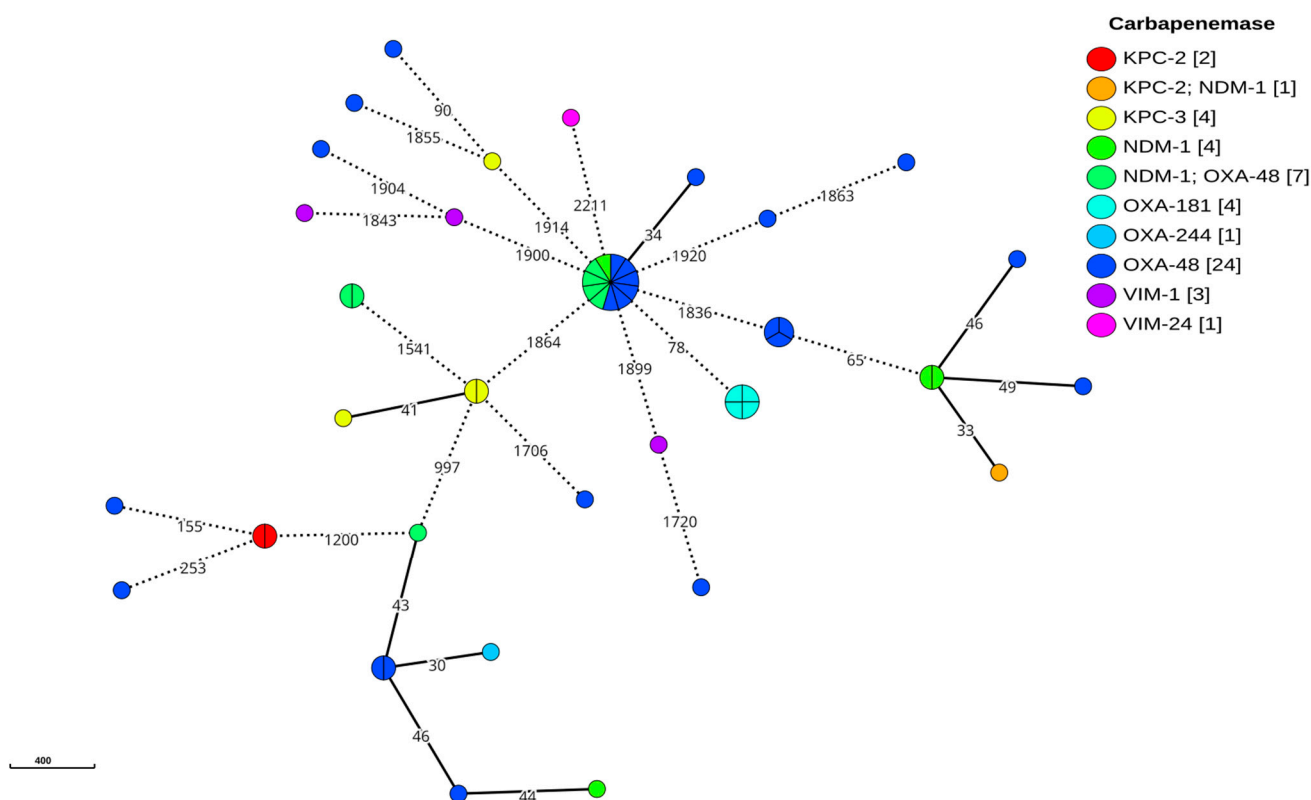 Carbapenemase
KPC-2 [2]
KPC-2; NDM-1 [1]
KPC-3 [4]
NDM-1 [4]
NDM-1; OXA-48 [7]
OXA-181 [4]
OXA-244 [1]
OXA-48 [24]
VIM-1 [3]
VIM-24 [1]
90
1855
1904
1843
1914
1900
2211
34
1920
1863
1836
78
1899
65
46
49
33
1541
1864
41
997
1706
1720
155
253
1200
43
30
46
44
400